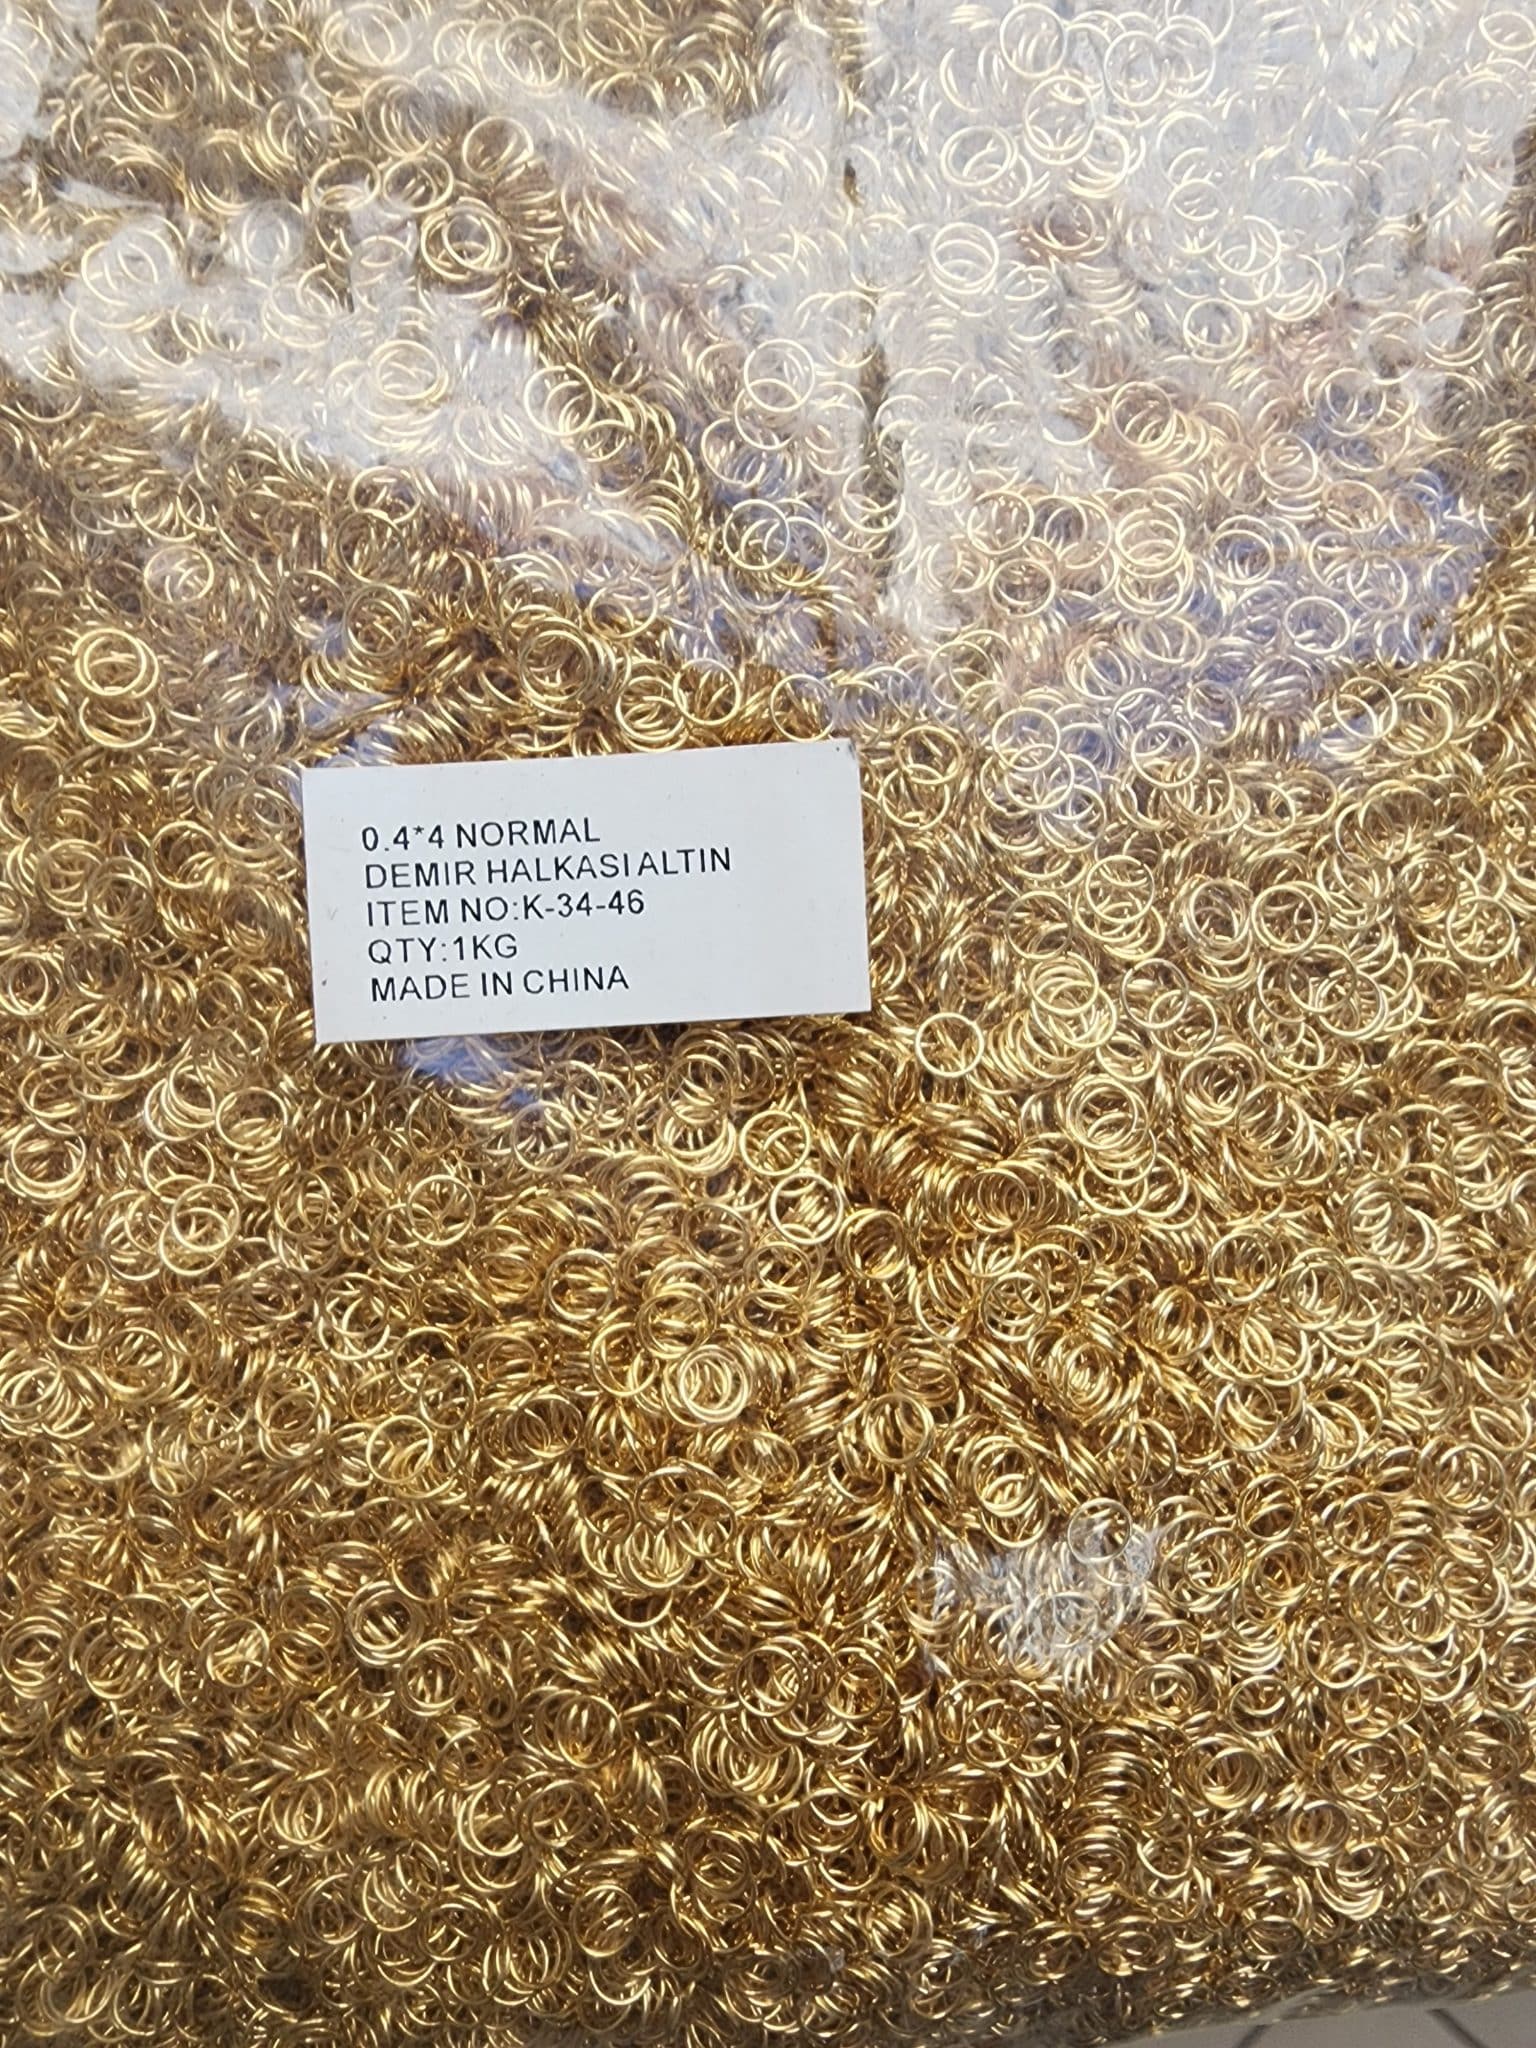 0.4*4 NORMAL
DEMIR HALKASI ALTIN
ITEM NO:K-34-46
QTY:1KG
MADE IN CHINA